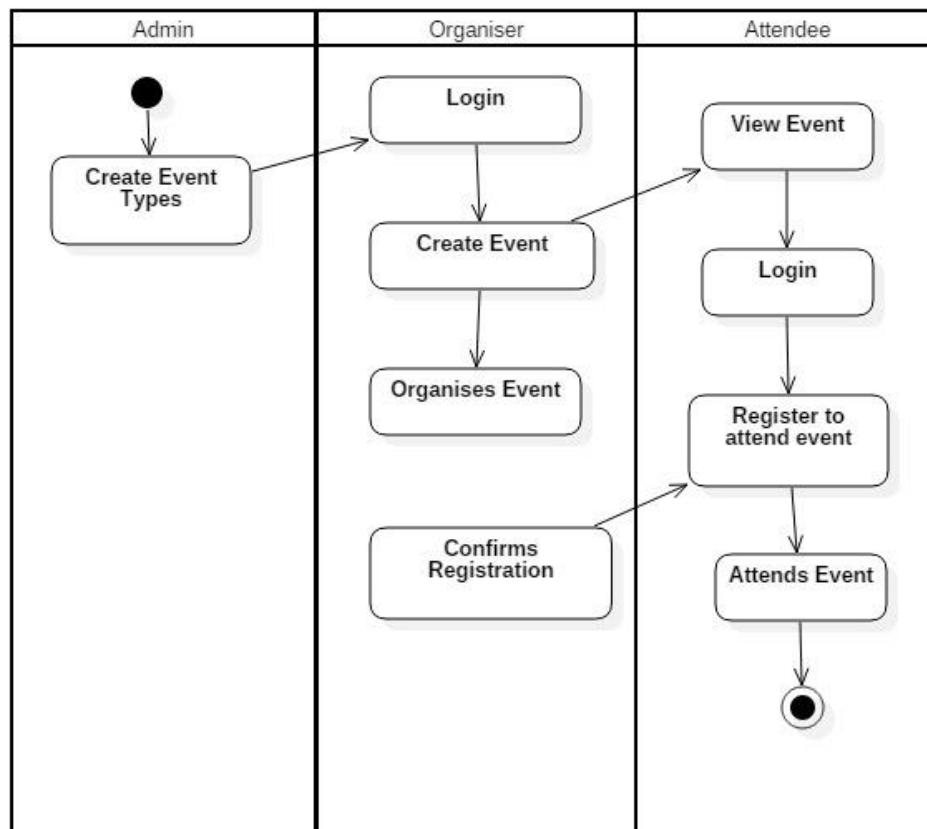 Admin
Organiser
Attendee
Create Event
Types
Login
Create Event
Organises Event
Confirms
Registration
View Event
Login
Register to
attend event
Attends Event